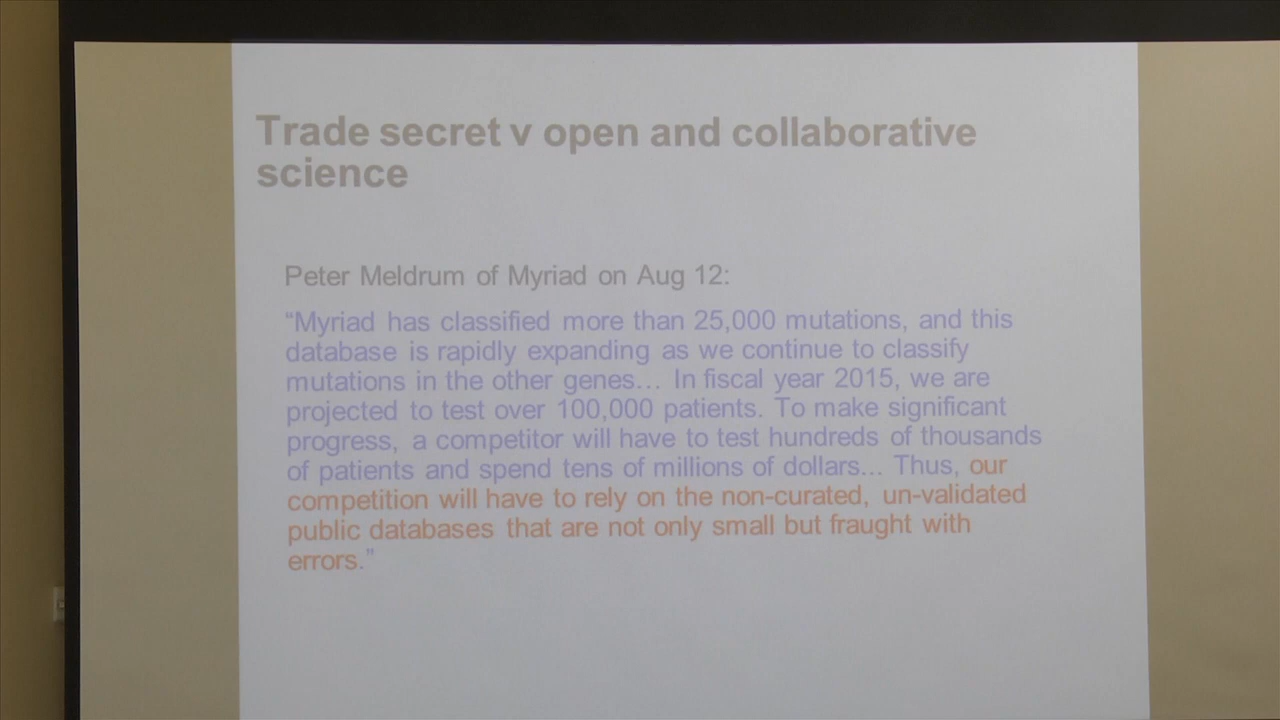 Trade secret v open and collaborative
science
Peter Meldrum of Myriad on Aug 12:
“Myriad has classified more than 25,000 mutations, and this
database is rapidly expanding as we continue to classify
mutations in the other genes… In fiscal year 2015, we are
projected to test over 100,000 patients. To make significant
progress, a competitor will have to test hundreds of thousands
of patients and spend tens of millions of dollars… Thus, our
competition will have to rely on the non-curated, un-validated
public databases that are not only small but fraught with
errors.”